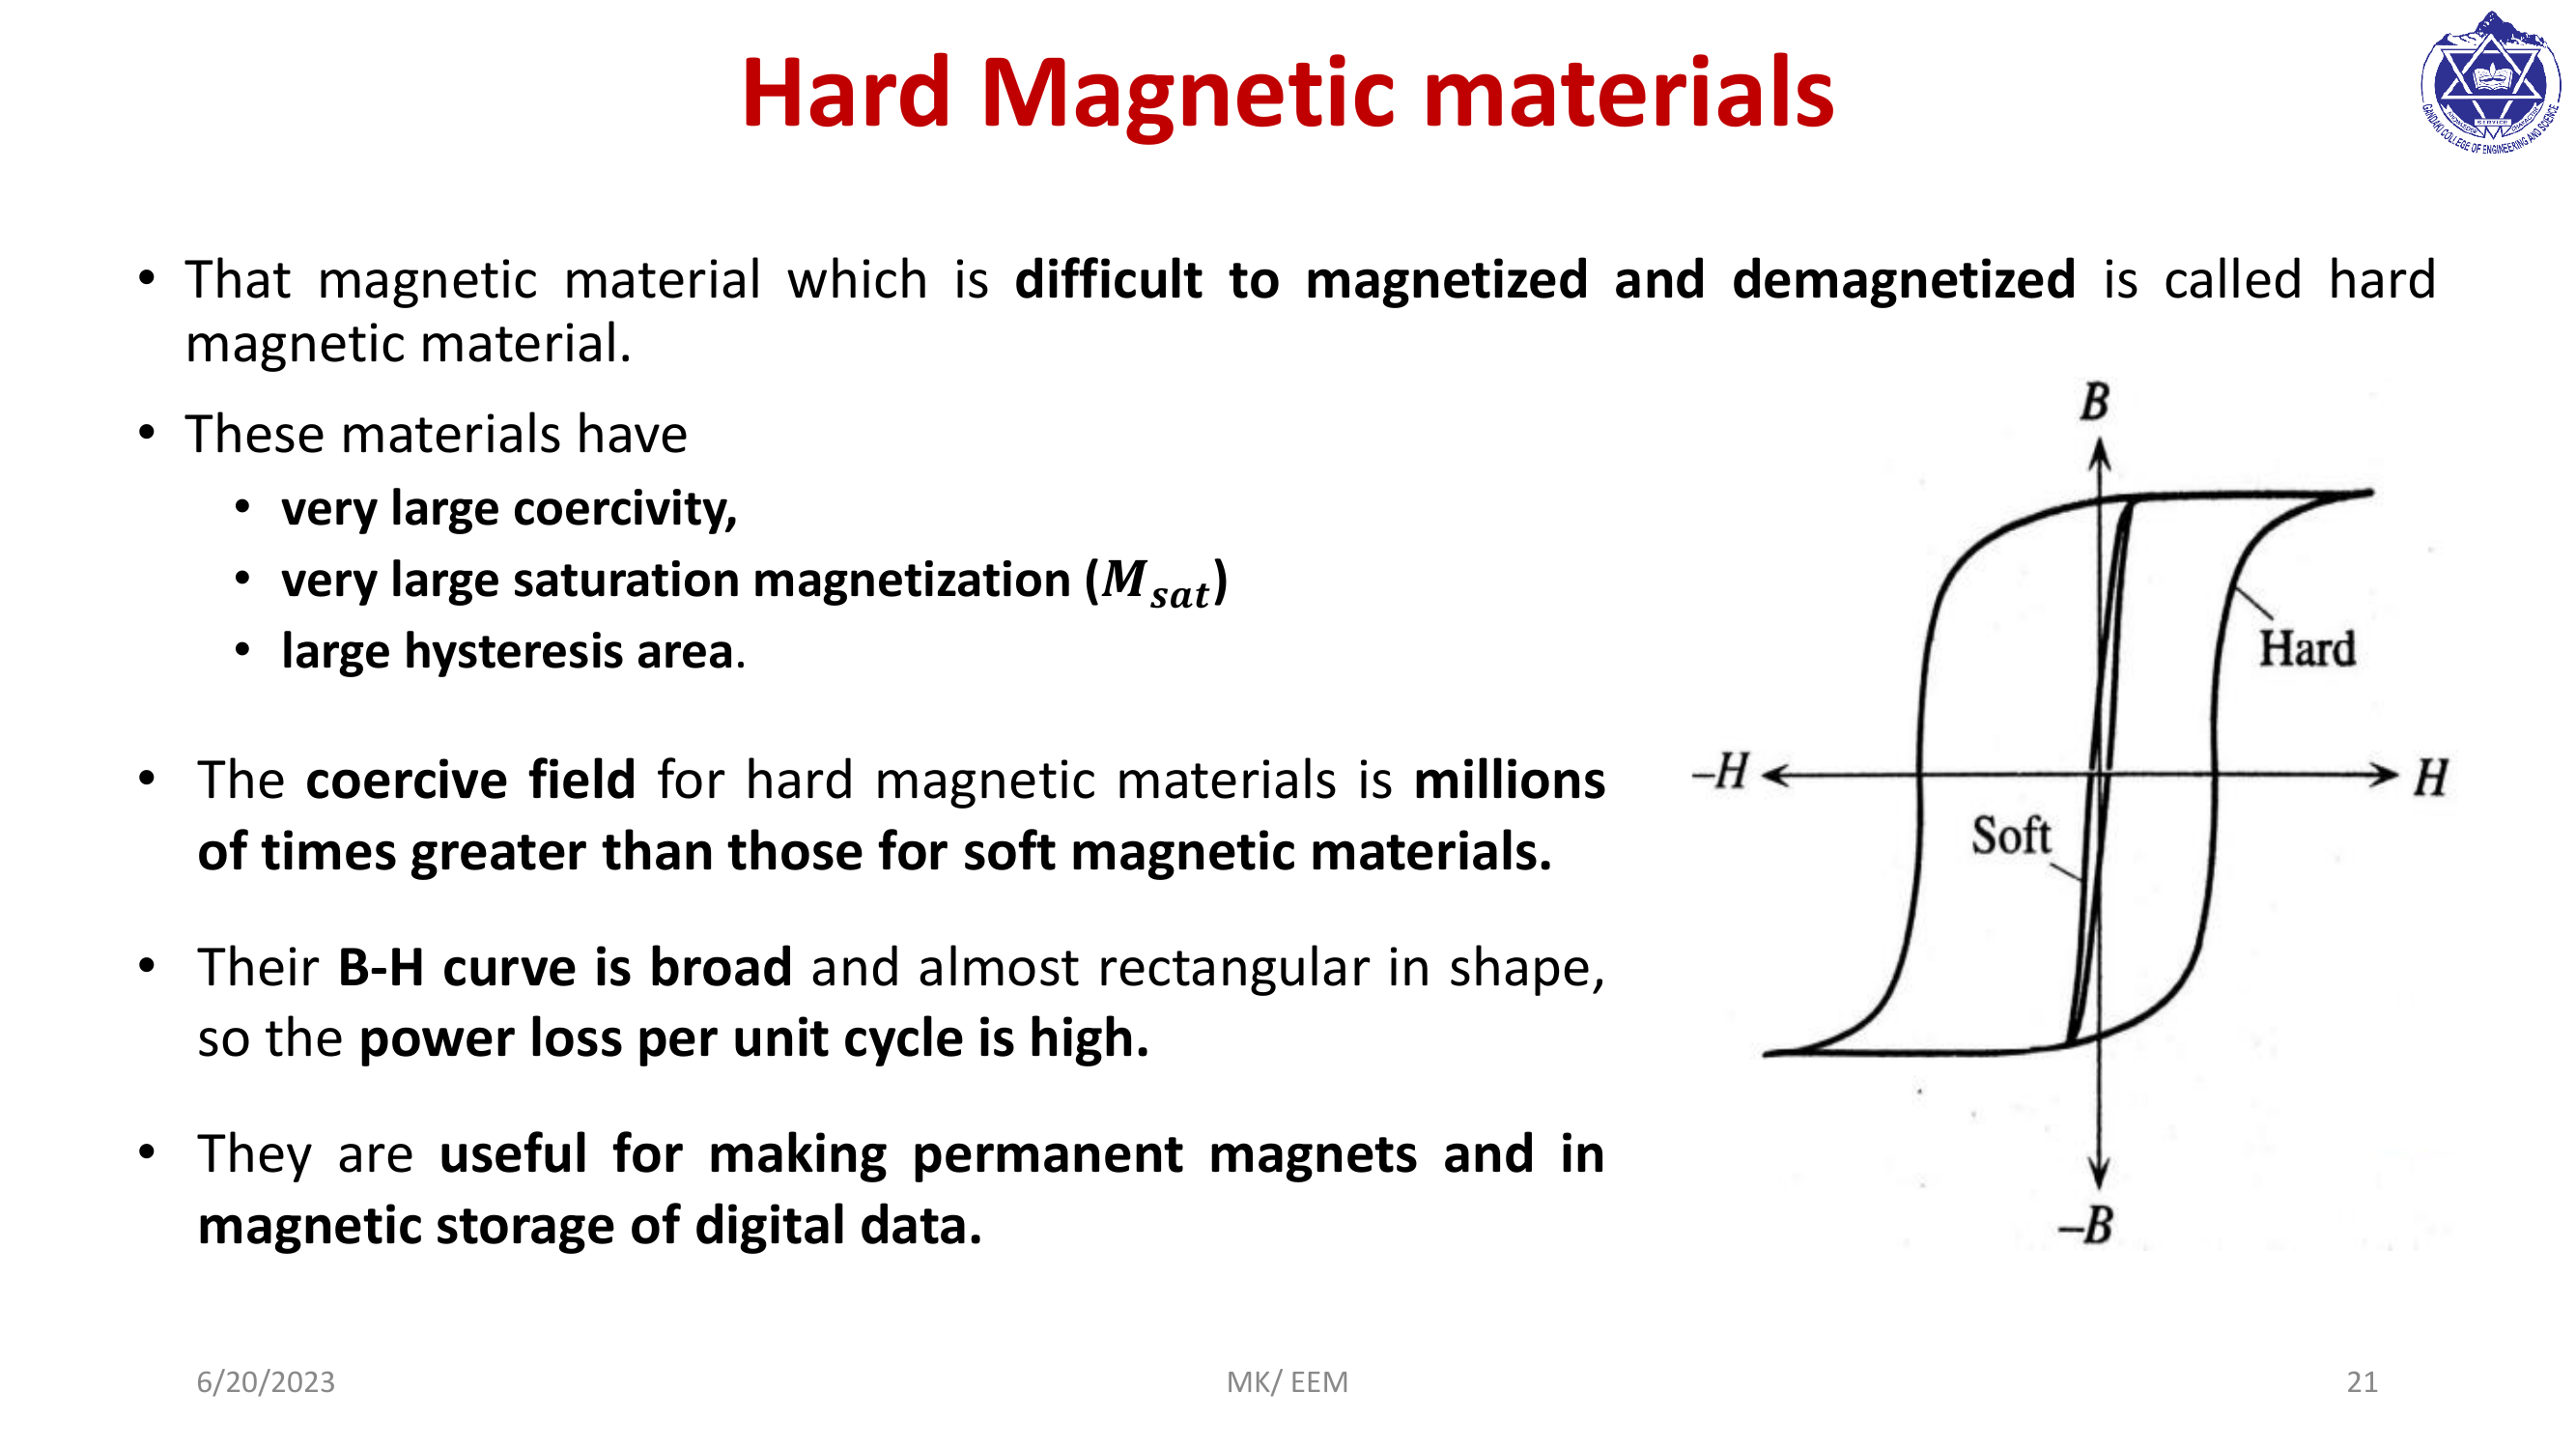 Hard Magnetic materials
GANDAKI COLLEGE OF ENGINEERING AND SCIENCE
• That magnetic material which is difficult to magnetized and demagnetized is called hard
magnetic material.
• These materials have
• very large coercivity,
• very large saturation magnetization (M_sat)
• large hysteresis area.
• The coercive field for hard magnetic materials is millions
of times greater than those for soft magnetic materials.
• Their B-H curve is broad and almost rectangular in shape,
so the power loss per unit cycle is high.
• They are useful for making permanent magnets and in
magnetic storage of digital data.
B
Hard
–H
H
Soft
–B
6/20/2023
MK/ EEM
21